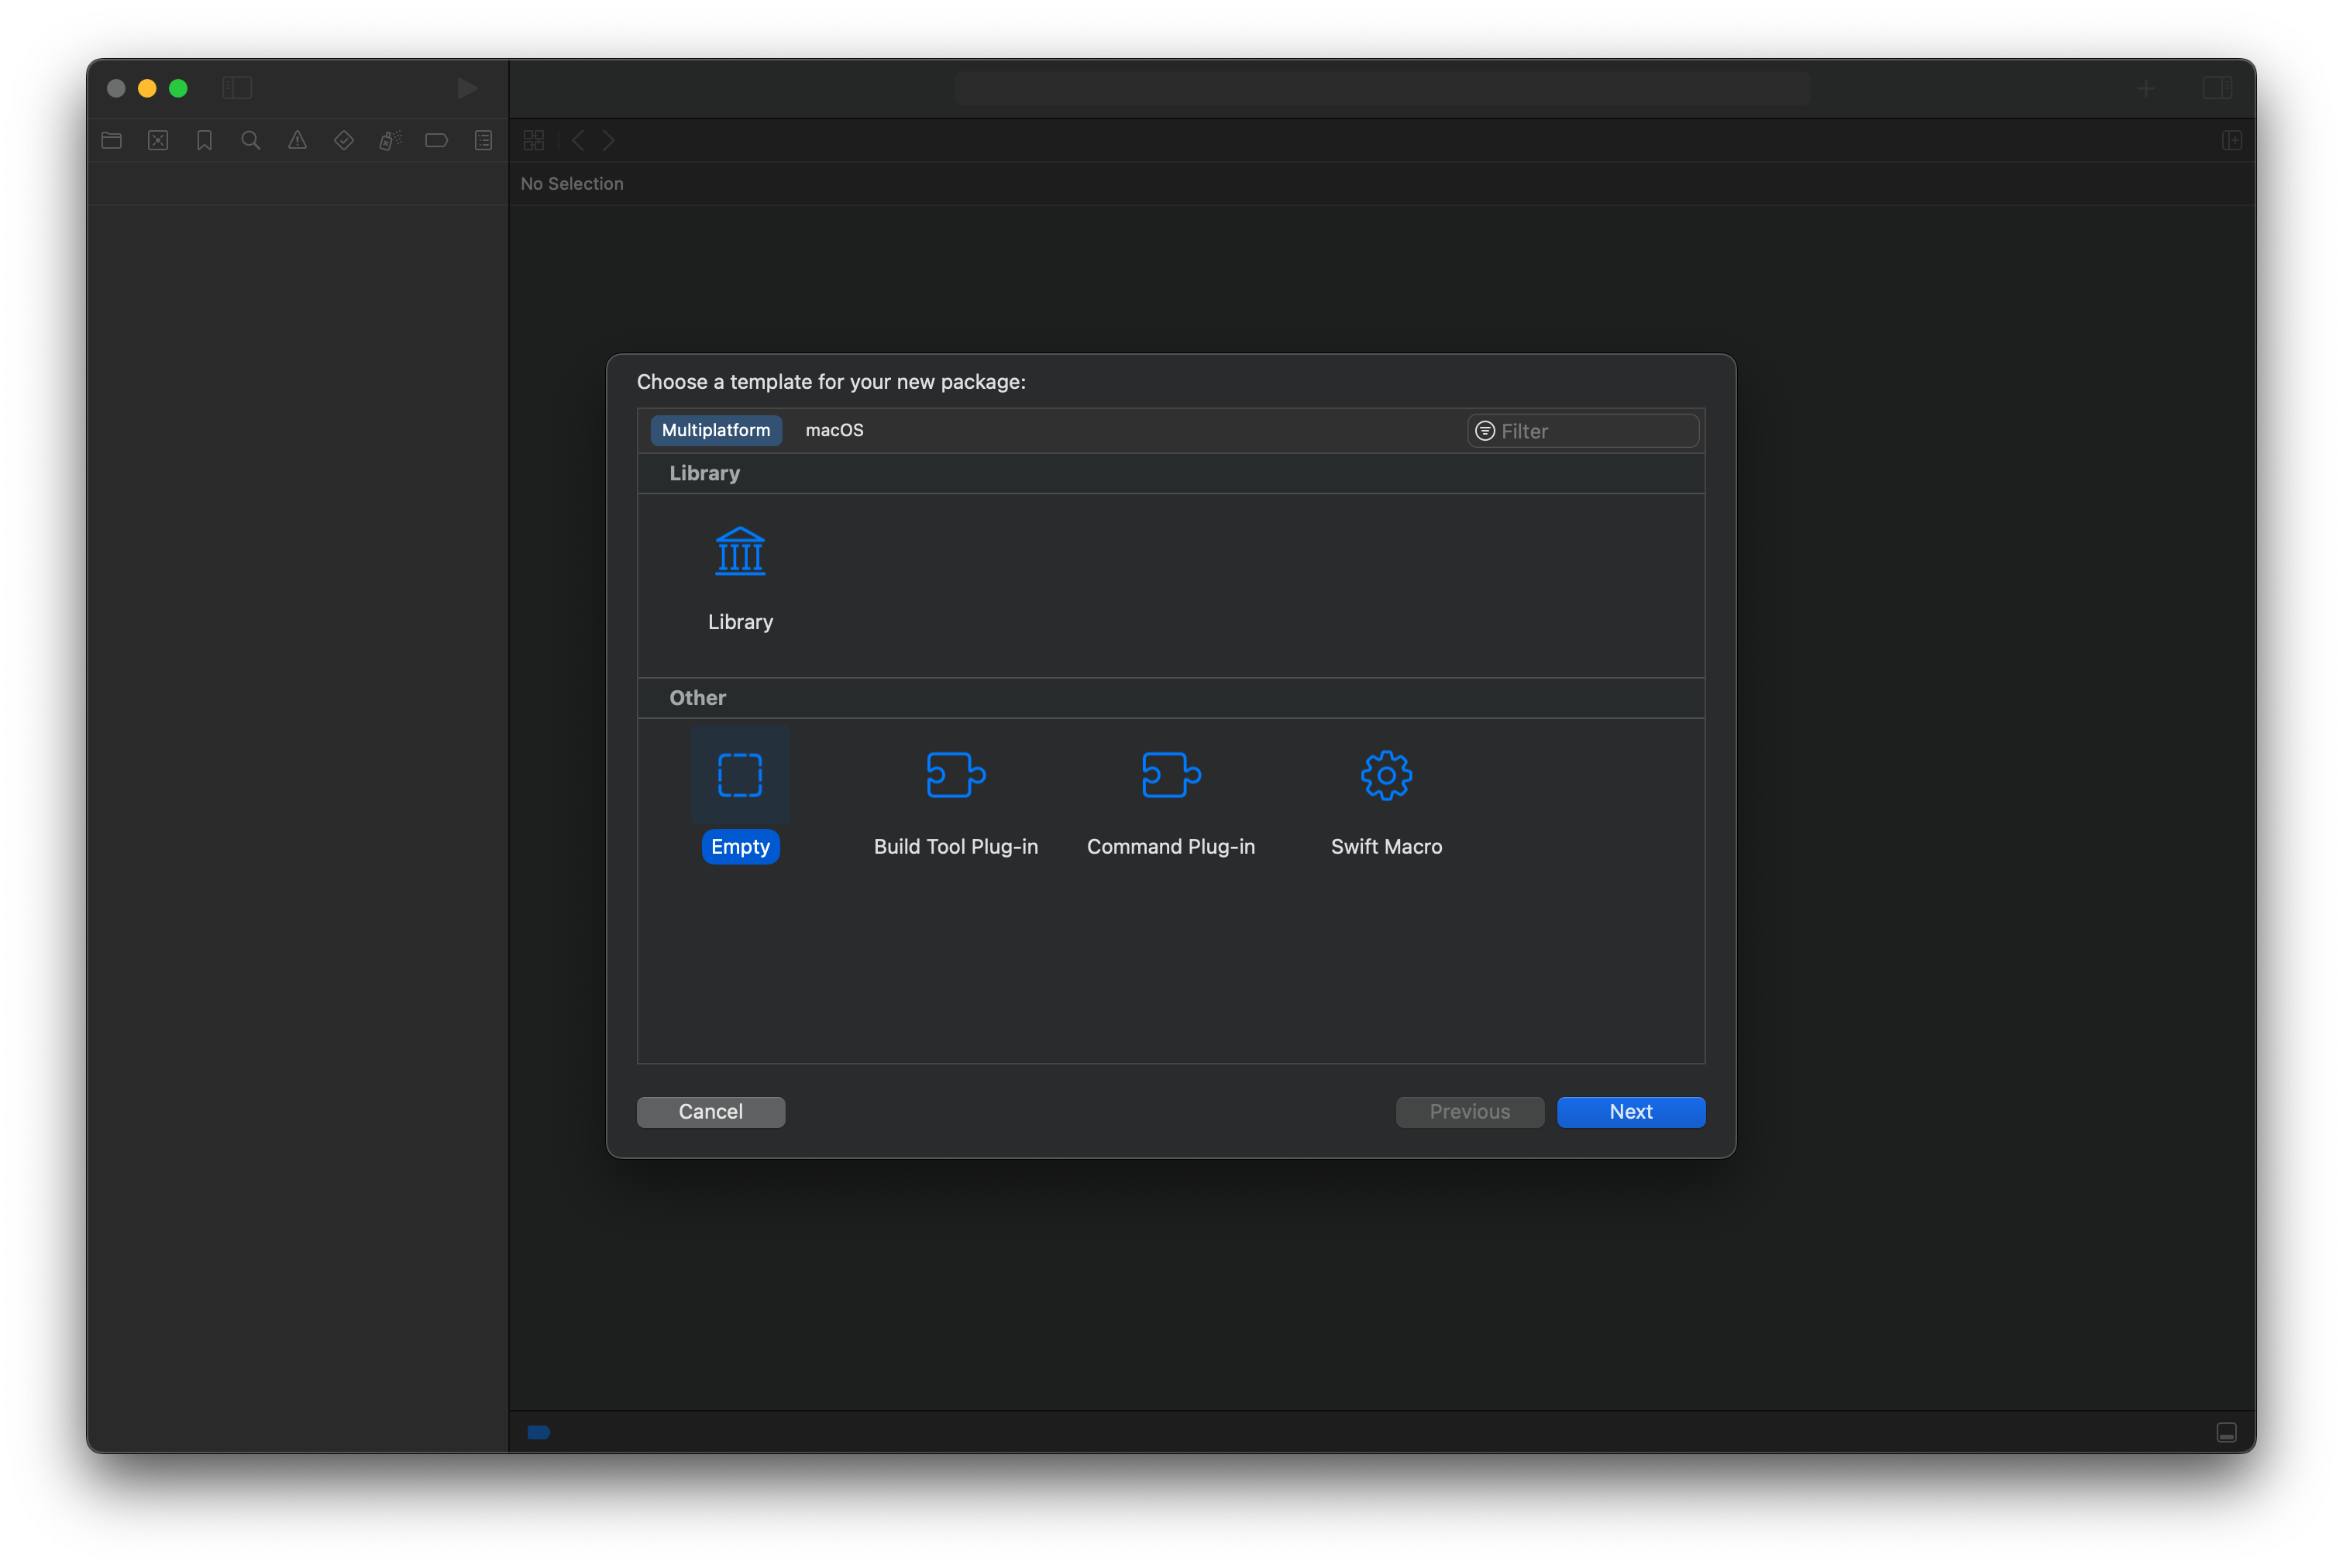 No Selection
Choose a template for your new package:
Multiplatform macOS Filter
Library
Library
Other
Empty Build Tool Plug-in Command Plug-in Swift Macro
Cancel Previous Next